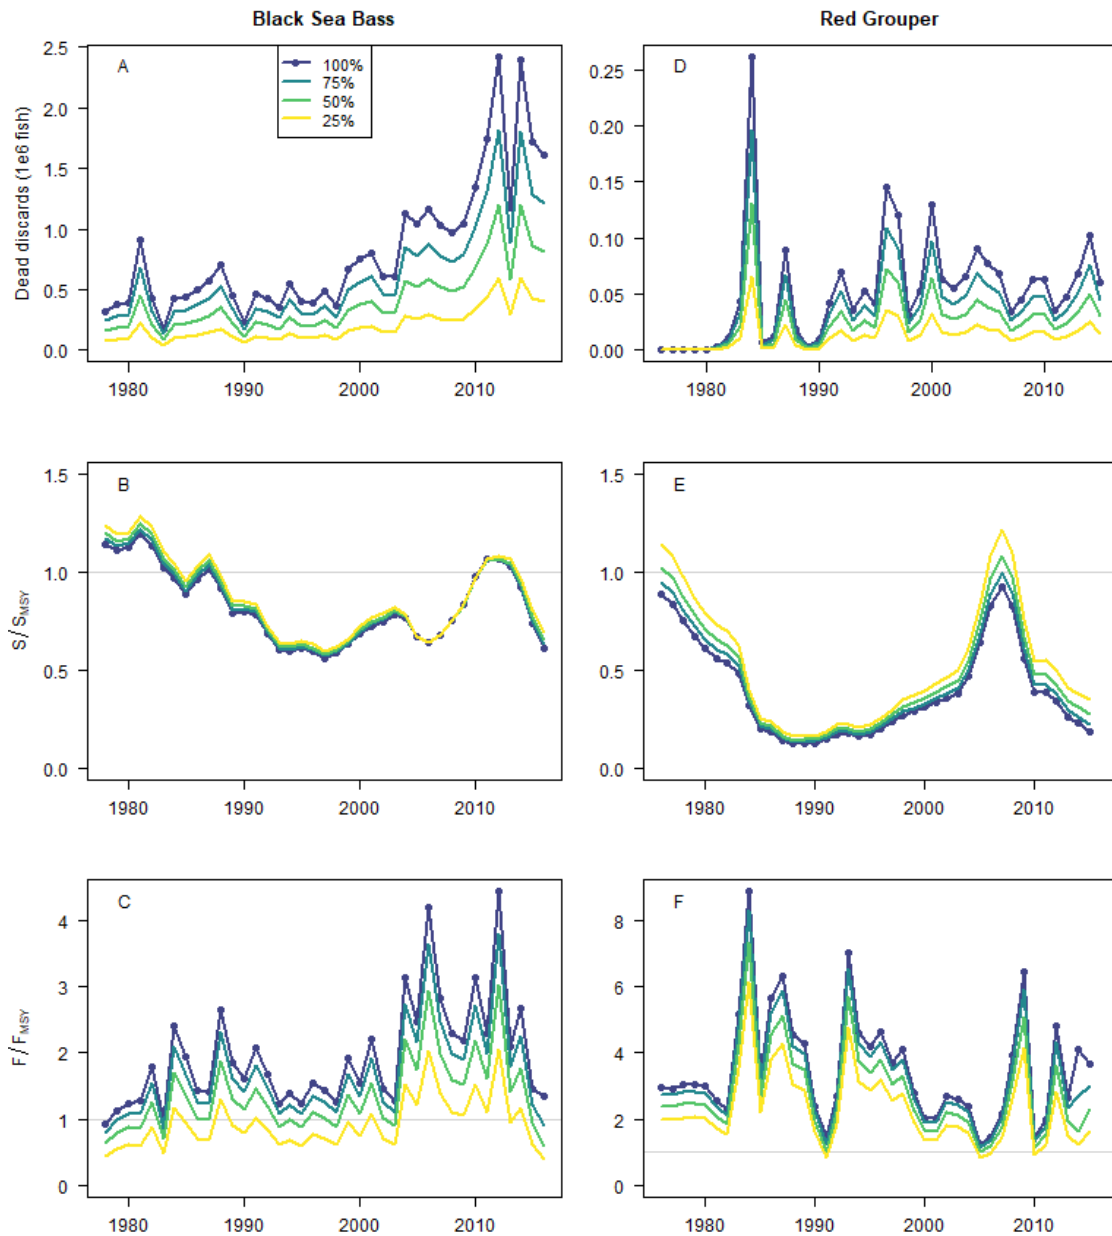 Black Sea Bass
Red Grouper
Dead discards (1e6 fish)
A
100%
75%
50%
25%
2.5
2.0
1.5
1.0
0.5
0.0
1980 1990 2000 2010
D
0.25
0.20
0.15
0.10
0.05
0.00
1980 1990 2000 2010
S/SMSY
B
1.5
1.0
0.5
0.0
1980 1990 2000 2010
E
1.5
1.0
0.5
0.0
1980 1990 2000 2010
F/FMSY
C
4
3
2
1
0
1980 1990 2000 2010
F
8
6
4
2
0
1980 1990 2000 2010